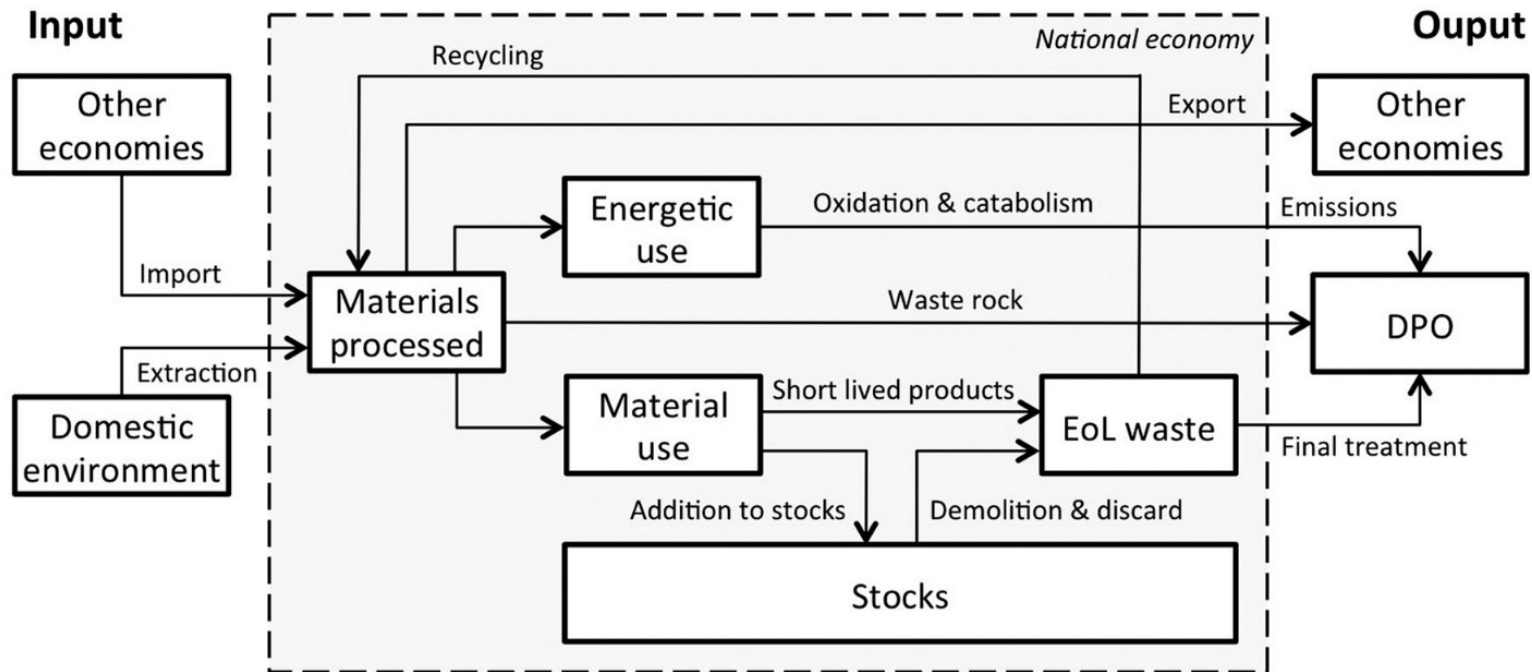 Input
Ouput
National economy
Recycling
Other
economies
Export
Other
economies
Energetic
use
Oxidation & catabolism
Emissions
Import
Materials
processed
Waste rock
DPO
Extraction
Domestic
environment
Material
use
Short lived products
EoL waste
Final treatment
Addition to stocks
Demolition & discard
Stocks